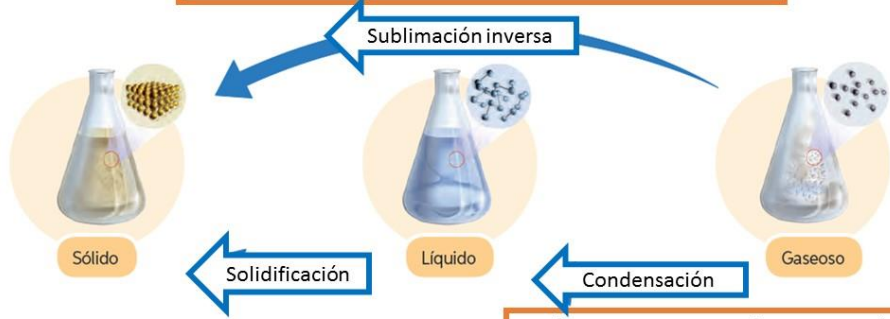 Sublimación inversa
Sólido
Solidificación
Líquido
Condensación
Gaseoso